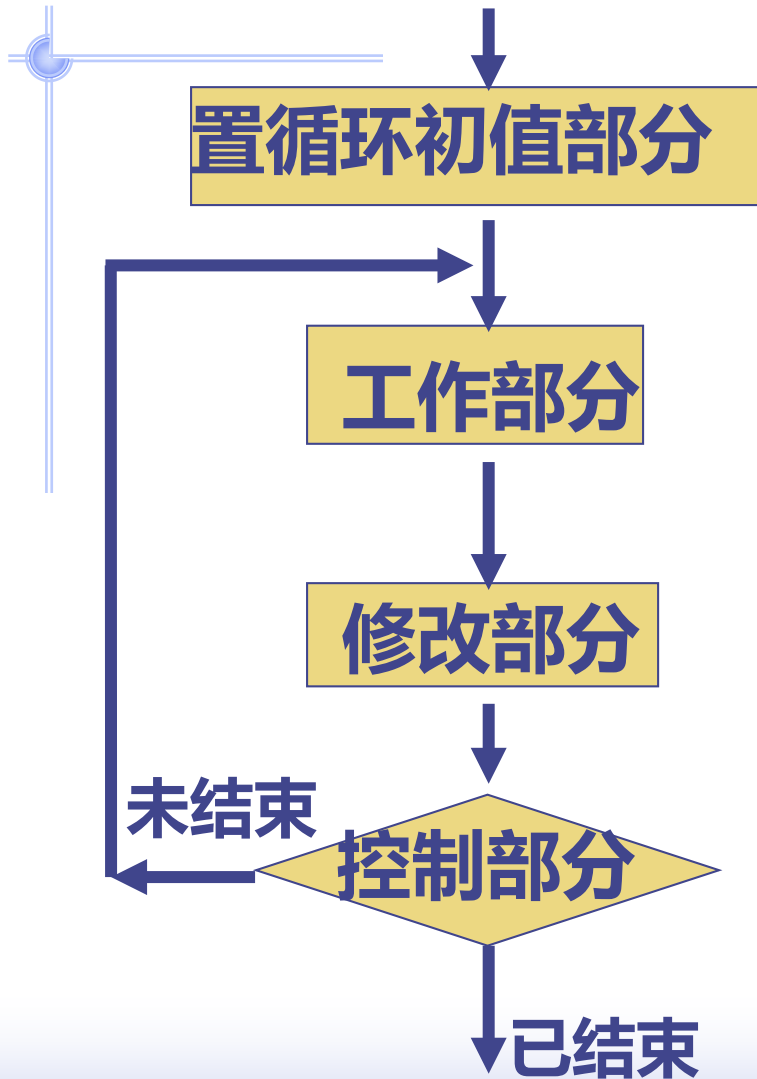 置循环初值部分
工作部分
修改部分
未结束
控制部分
已结束